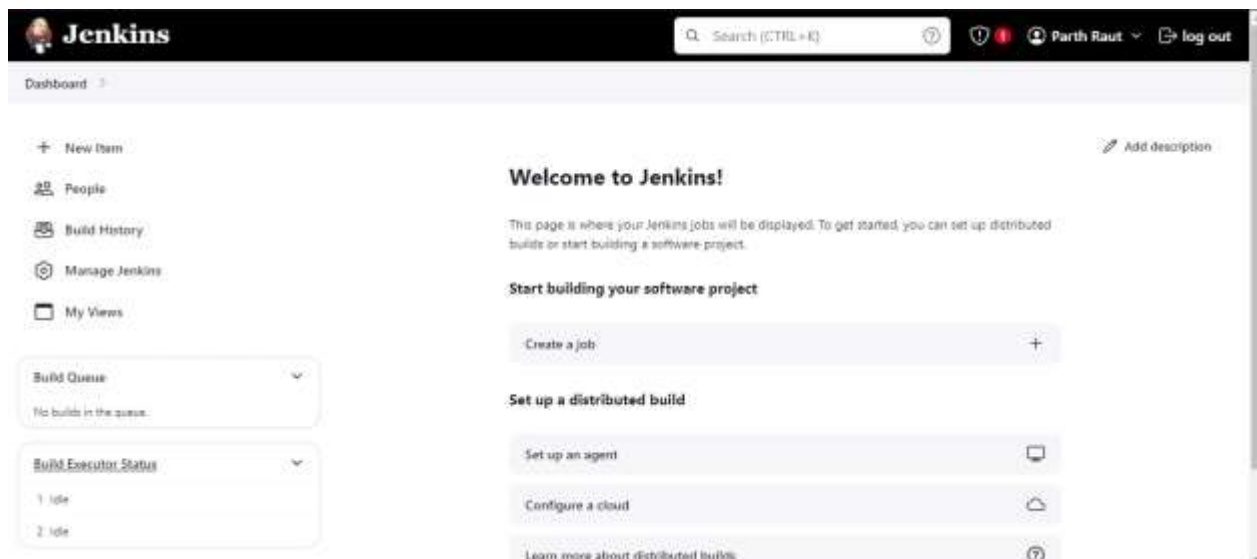 Jenkins
Search (CTRL+K)
1
Parth Raut
log out
Dashboard
New Item
People
Build History
Manage Jenkins
My Views
Build Queue
No builds in the queue.
Build Executor Status
1 Idle
2 Idle
Add description
Welcome to Jenkins!
This page is where your Jenkins jobs will be displayed. To get started, you can set up distributed
builds or start building a software project.
Start building your software project
Create a job
Set up a distributed build
Set up an agent
Configure a cloud
Learn more about distributed builds